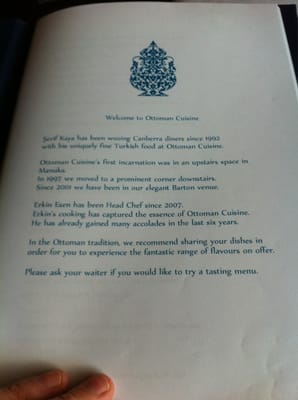 Welcome to Ottoman Cuisine
Serif Kaya has been wooing Canberra diners since 1992
with his uniquely fine Turkish food at Ottoman Cuisine.
Ottoman Cuisine's first incarnation was in an upstairs space in
Manuka.
In 1997 we moved to a prominent corner downstairs.
Since 2001 we have been in our elegant Barton venue.
Erkin Esen has been Head Chef since 2007.
Erkin's cooking has captured the essence of Ottoman Cuisine.
He has already gained many accolades in the last six years.
In the Ottoman tradition, we recommend sharing your dishes in
order for you to experience the fantastic range of flavours on offer.
Please ask your waiter if you would like to try a tasting menu.